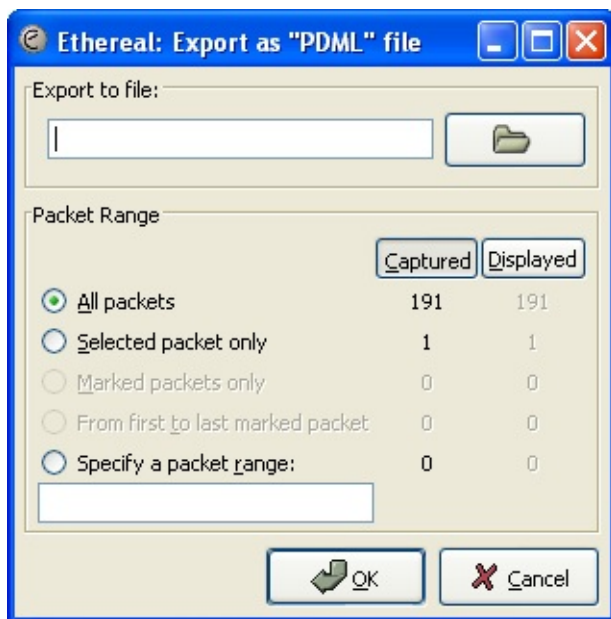 Ethereal: Export as "PDML" file
Export to file:
Packet Range
Captured Displayed
All packets 191 191
Selected packet only 1 1
Marked packets only 0 0
From first to last marked packet 0 0
Specify a packet range: 0 0
OK Cancel